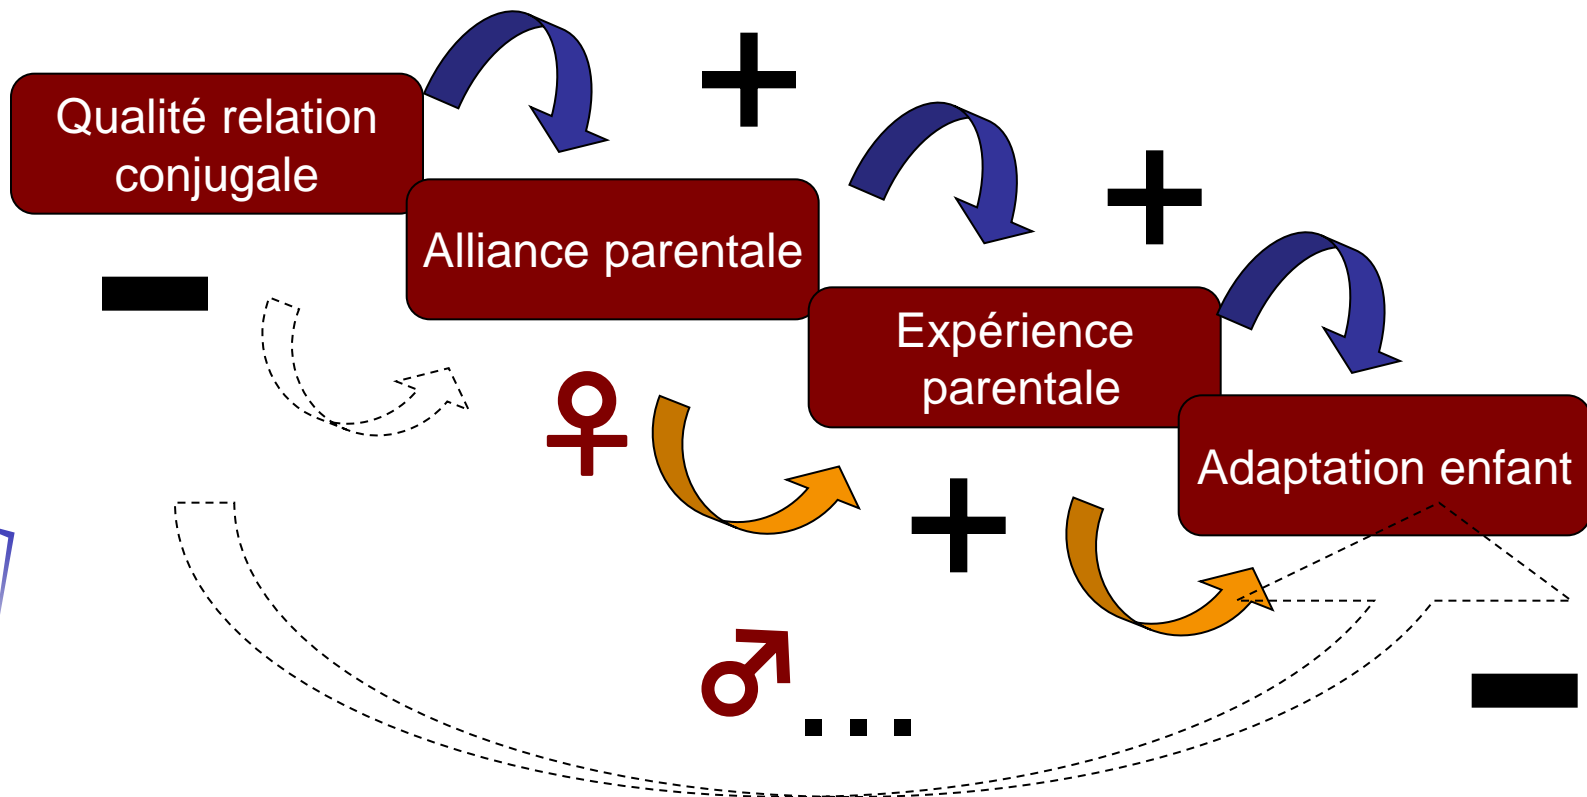 Qualité relation
conjugale
+
Alliance parentale
+
−
Expérience
parentale
♀
Adaptation enfant
+
♂...
−